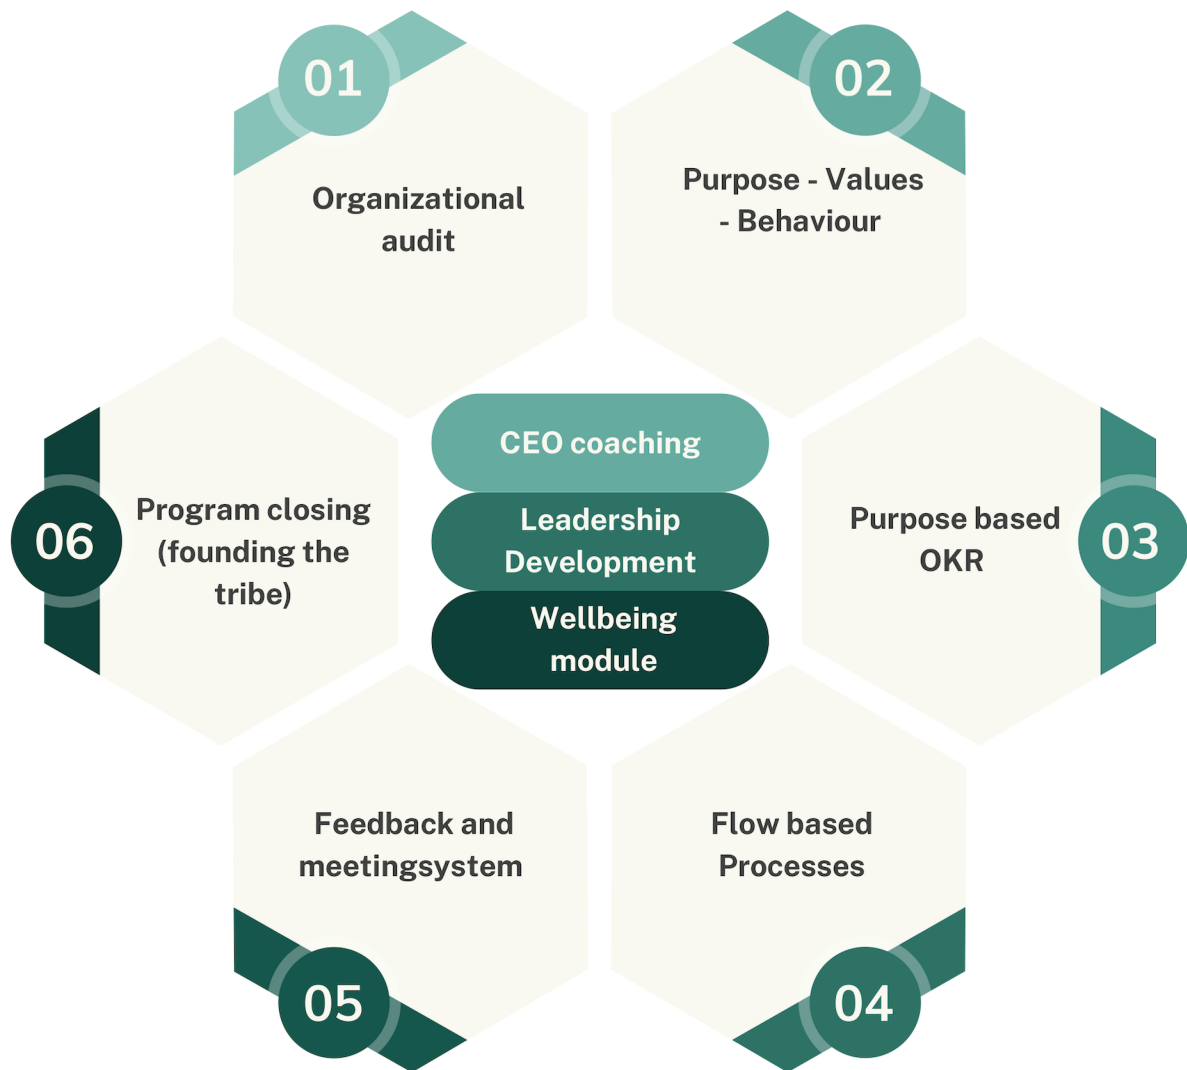 01
Organizational
audit
02
Purpose - Values
- Behaviour
03
Purpose based
OKR
04
Flow based
Processes
05
Feedback and
meetingsystem
06
Program closing
(founding the
tribe)
CEO coaching
Leadership
Development
Wellbeing
module